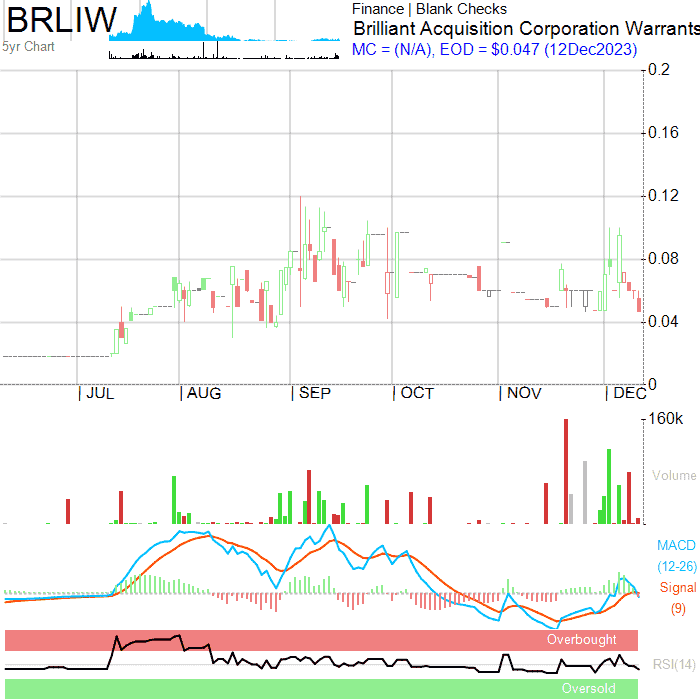 BRLIW
5yr Chart
Finance | Blank Checks
Brilliant Acquisition Corporation Warrants
MC = (N/A), EOD = $0.047 (12Dec2023)
0.2
0.16
0.12
0.08
0.04
0
JUL AUG SEP OCT NOV DEC
160k
Volume
MACD
(12-26)
Signal
(9)
Overbought
RSI(14)
Oversold